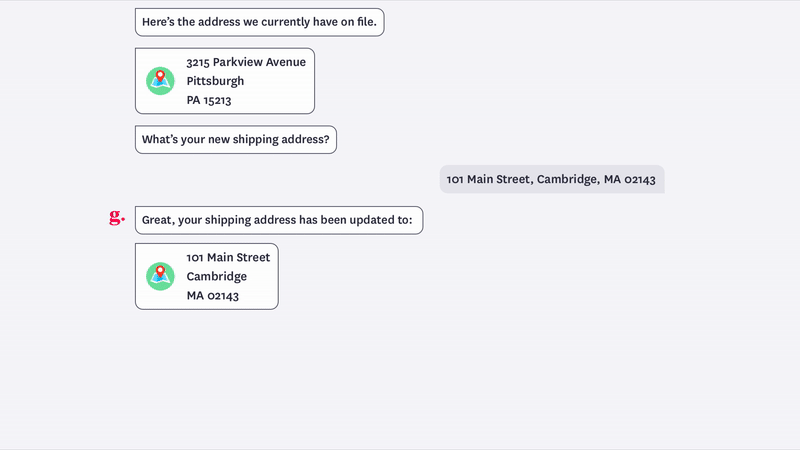 Here's the address we currently have on file.
3215 Parkview Avenue
Pittsburgh
PA 15213
What's your new shipping address?
101 Main Street, Cambridge, MA 02143
g.
Great, your shipping address has been updated to:
101 Main Street
Cambridge
MA 02143